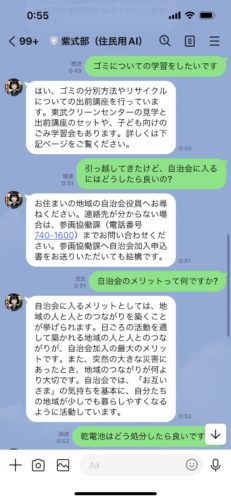 0:55
99+
紫式部（住民用AI）
ゴミについての学習をしたいです
既読
0:49
はい、ゴミの分別方法やリサイクル
についての出前講座を行っていま
す。東武クリーンセンターの見学と
出前講座のセットや、子ども向けの
ごみ学習会もあります。詳しくは下
記ページをご覧ください。
0:50
引っ越してきたけど、自治会に入る
にはどうしたら良いの?
既読
0:51
お住まいの地域の自治会役員へお尋
ねください。連絡先が分からない場
合は、参画協働課（電話番号
740-1600）までお問い合わせくだ
さい。参画協働課へ自治会加入申込
書をお送りいただいても結構です。
0:51
自治会のメリットって何ですか?
既読
0:51
自治会に入るメリットとしては、地
域の人と人とのつながりを築くこと
が挙げられます。日ごろの活動を通
して築かれる地域の人と人とのつな
がりが、自治会加入の最大のメリッ
トです。また、突然の大きな災害に
あったとき、地域のつながりが何よ
り大切です。自治会では、「お互い
さま」の気持ちを基本に、自分たち
の地域が少しでも暮らしやすくなる
ように活動しています。
0:52
乾電池はどう処分したら良いです
既読
0:52
Aa